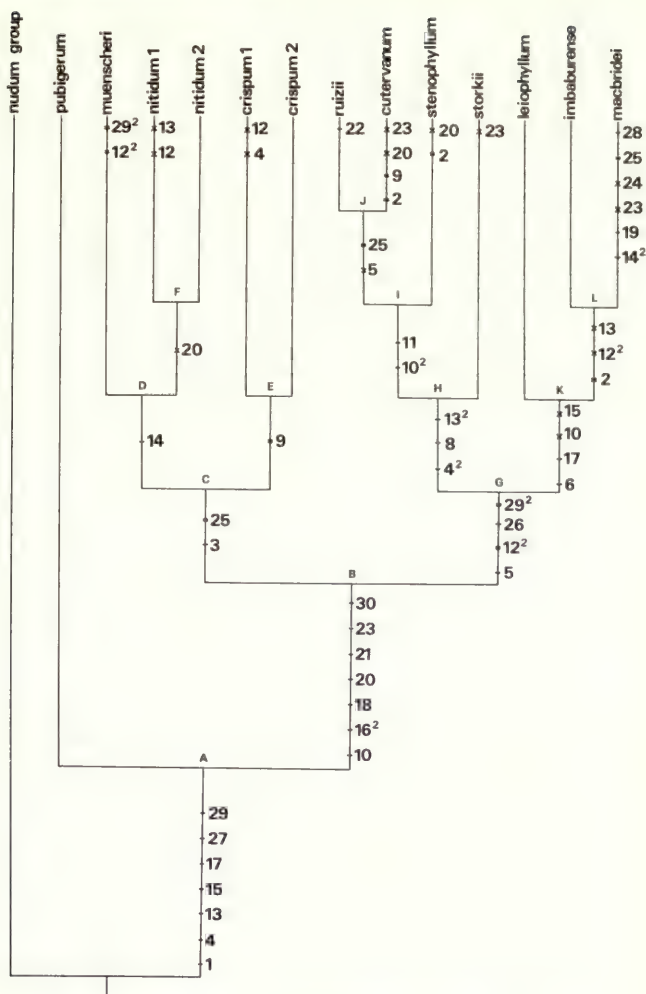 nudum group
pubigerum
muenscheri
nitidum 1
nitidum 2
crispum 1
crispum 2
ruizii
cutervanum
stenophyllum
storkii
leiophyllum
imbaburense
macbridei
29²
12²
13
12
12
4
22
23
20
9
2
20
2
23
28
25
24
23
19
14²
J
25
5
F
20
I
11
10²
L
13
12²
2
D
14
E
9
H
13²
8
4²
K
15
10
17
6
C
25
3
G
29²
26
12²
5
B
30
23
21
20
18
16²
10
A
29
27
17
15
13
4
1